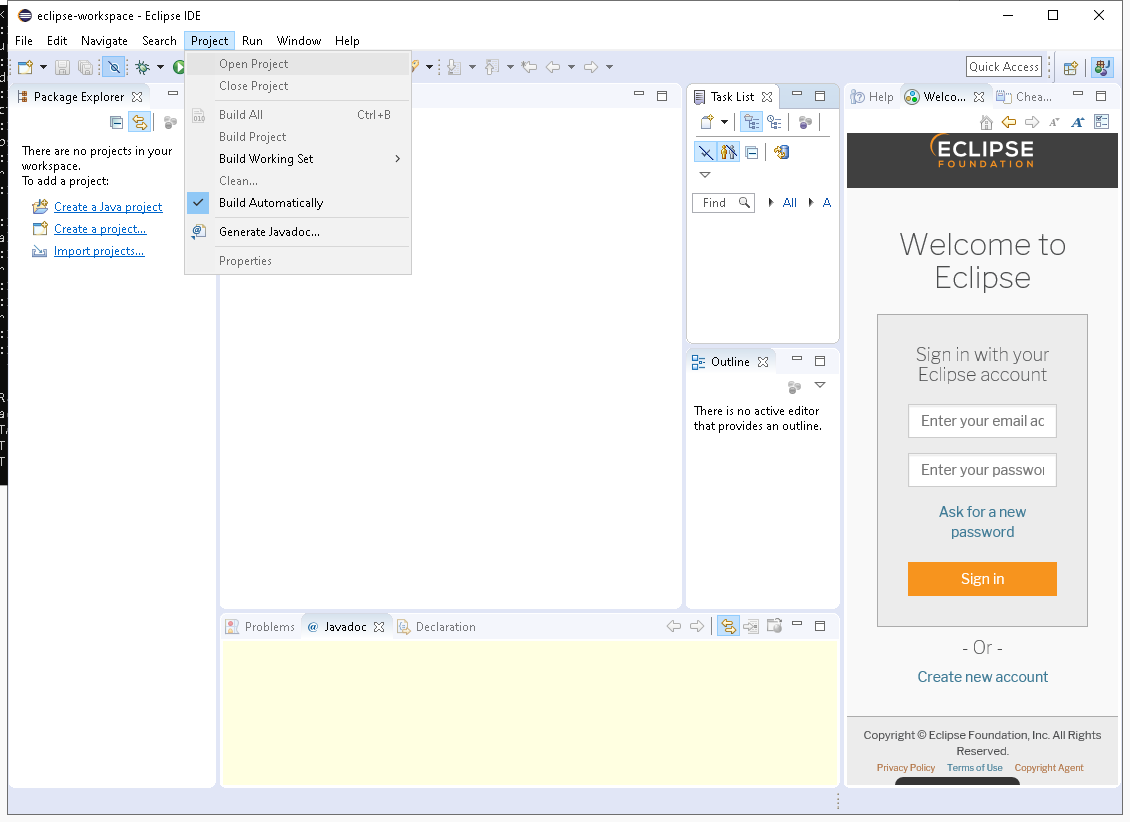 eclipse-workspace - Eclipse IDE
File Edit Navigate Search Project Run Window Help
Quick Access
Package Explorer
There are no projects in your
workspace.
To add a project:
Create a Java project
Create a project...
Import projects...
Open Project
Close Project
Build All Ctrl+B
Build Project
Build Working Set
Clean...
Build Automatically
Generate Javadoc...
Properties
Task List
Find All A
Outline
There is no active editor
that provides an outline.
Problems Javadoc Declaration
Help Welco... Chea...
ECLIPSE
FOUNDATION
Welcome to
Eclipse
Sign in with your
Eclipse account
Enter your email ac
Enter your passwor
Ask for a new
password
Sign in
- Or -
Create new account
Copyright © Eclipse Foundation, Inc. All Rights
Reserved.
Privacy Policy Terms of Use Copyright Agent